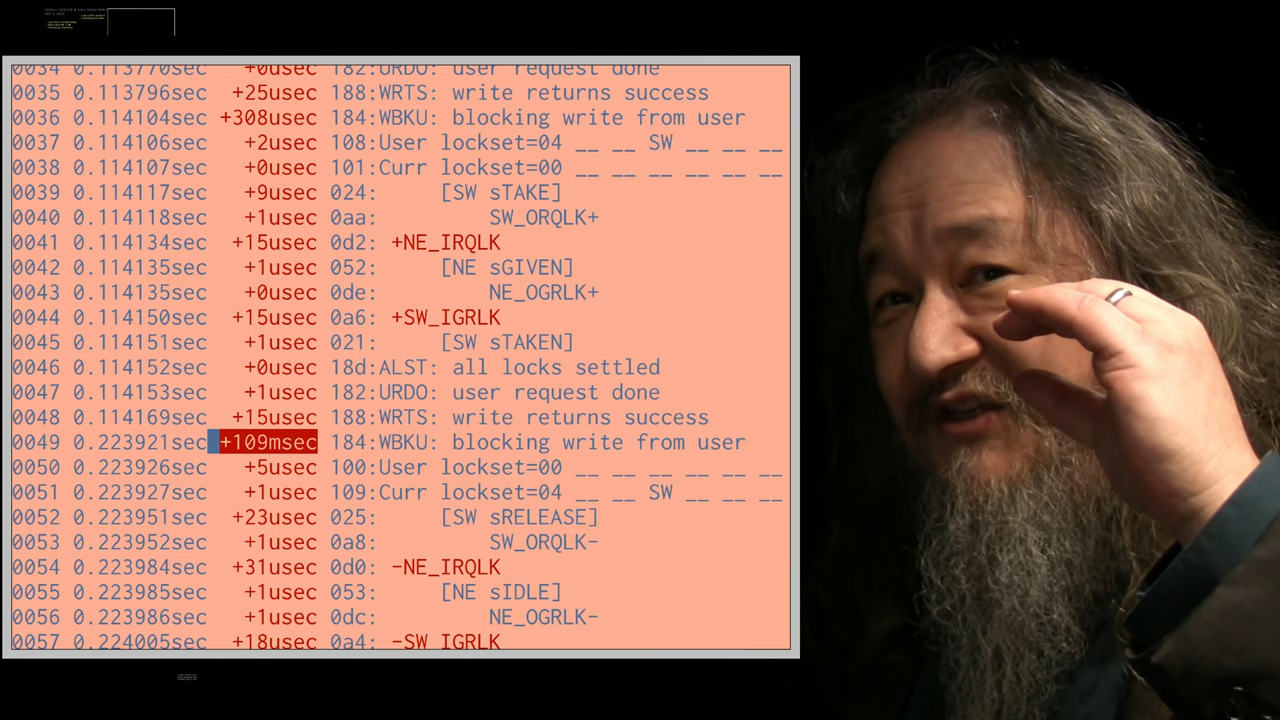 0034 0.113770sec +0usec 182:URDO: user request done
0035 0.113796sec +25usec 188:WRTS: write returns success
0036 0.114104sec +308usec 184:WBKU: blocking write from user
0037 0.114106sec +2usec 108:User lockset=04 __ __ SW __ __ __
0038 0.114107sec +0usec 101:Curr lockset=00 __ __ __ __ __ __
0039 0.114117sec +9usec 024: [SW sTAKE]
0040 0.114118sec +1usec 0aa: SW_ORQLK+
0041 0.114134sec +15usec 0d2: +NE_IRQLK
0042 0.114135sec +1usec 052: [NE sGIVEN]
0043 0.114135sec +0usec 0de: NE_OGRLK+
0044 0.114150sec +15usec 0a6: +SW_IGRLK
0045 0.114151sec +1usec 021: [SW sTAKEN]
0046 0.114152sec +0usec 18d:ALST: all locks settled
0047 0.114153sec +1usec 182:URDO: user request done
0048 0.114169sec +15usec 188:WRTS: write returns success
0049 0.223921sec +109msec 184:WBKU: blocking write from user
0050 0.223926sec +5usec 100:User lockset=00 __ __ __ __ __ __
0051 0.223927sec +1usec 109:Curr lockset=04 __ __ SW __ __ __
0052 0.223951sec +23usec 025: [SW sRELEASE]
0053 0.223952sec +1usec 0a8: SW_ORQLK-
0054 0.223984sec +31usec 0d0: -NE_IRQLK
0055 0.223985sec +1usec 053: [NE sIDLE]
0056 0.223986sec +1usec 0dc: NE_OGRLK-
0057 0.224005sec +18usec 0a4: -SW_IGRLK